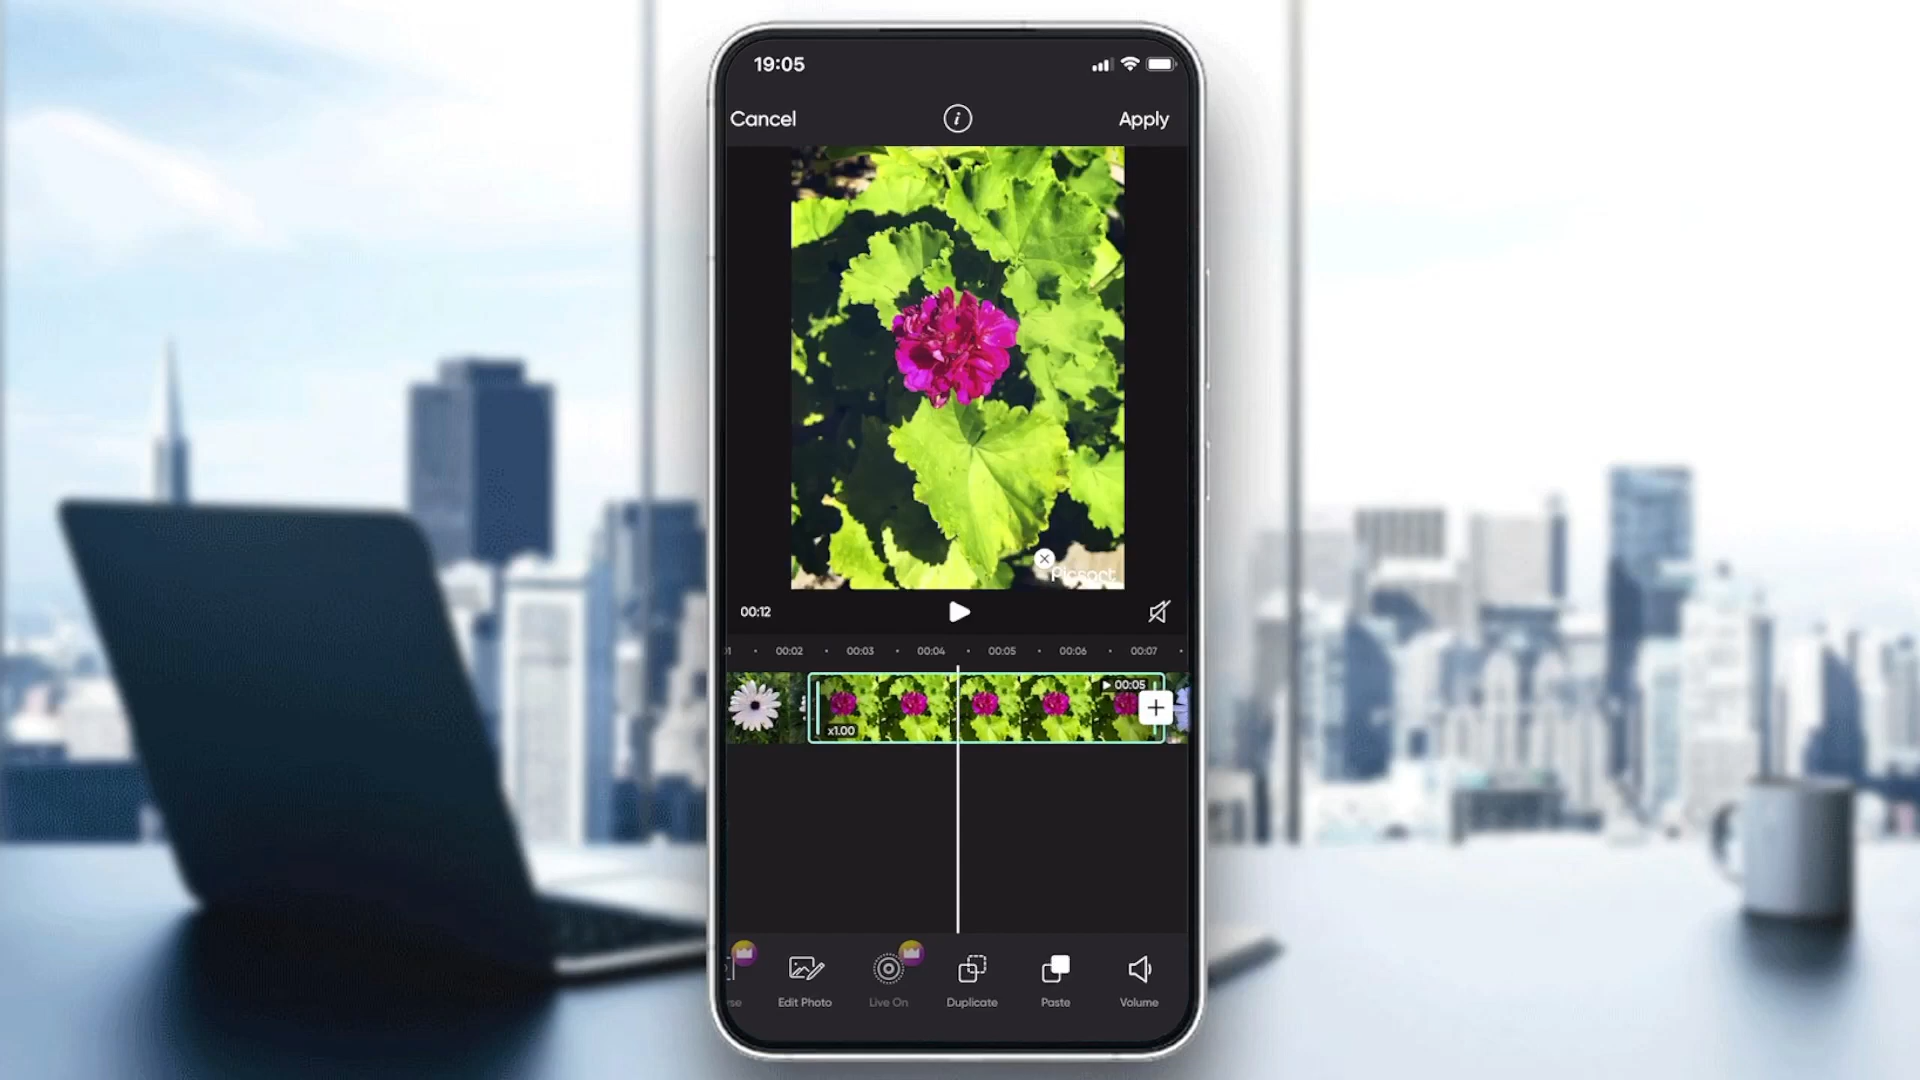 19:05
Cancel
Apply
Picsart
00:12
00:02 00:03 00:04 00:05 00:06 00:07
00:05
x1.00
Edit Photo Live On Duplicate Paste Volume